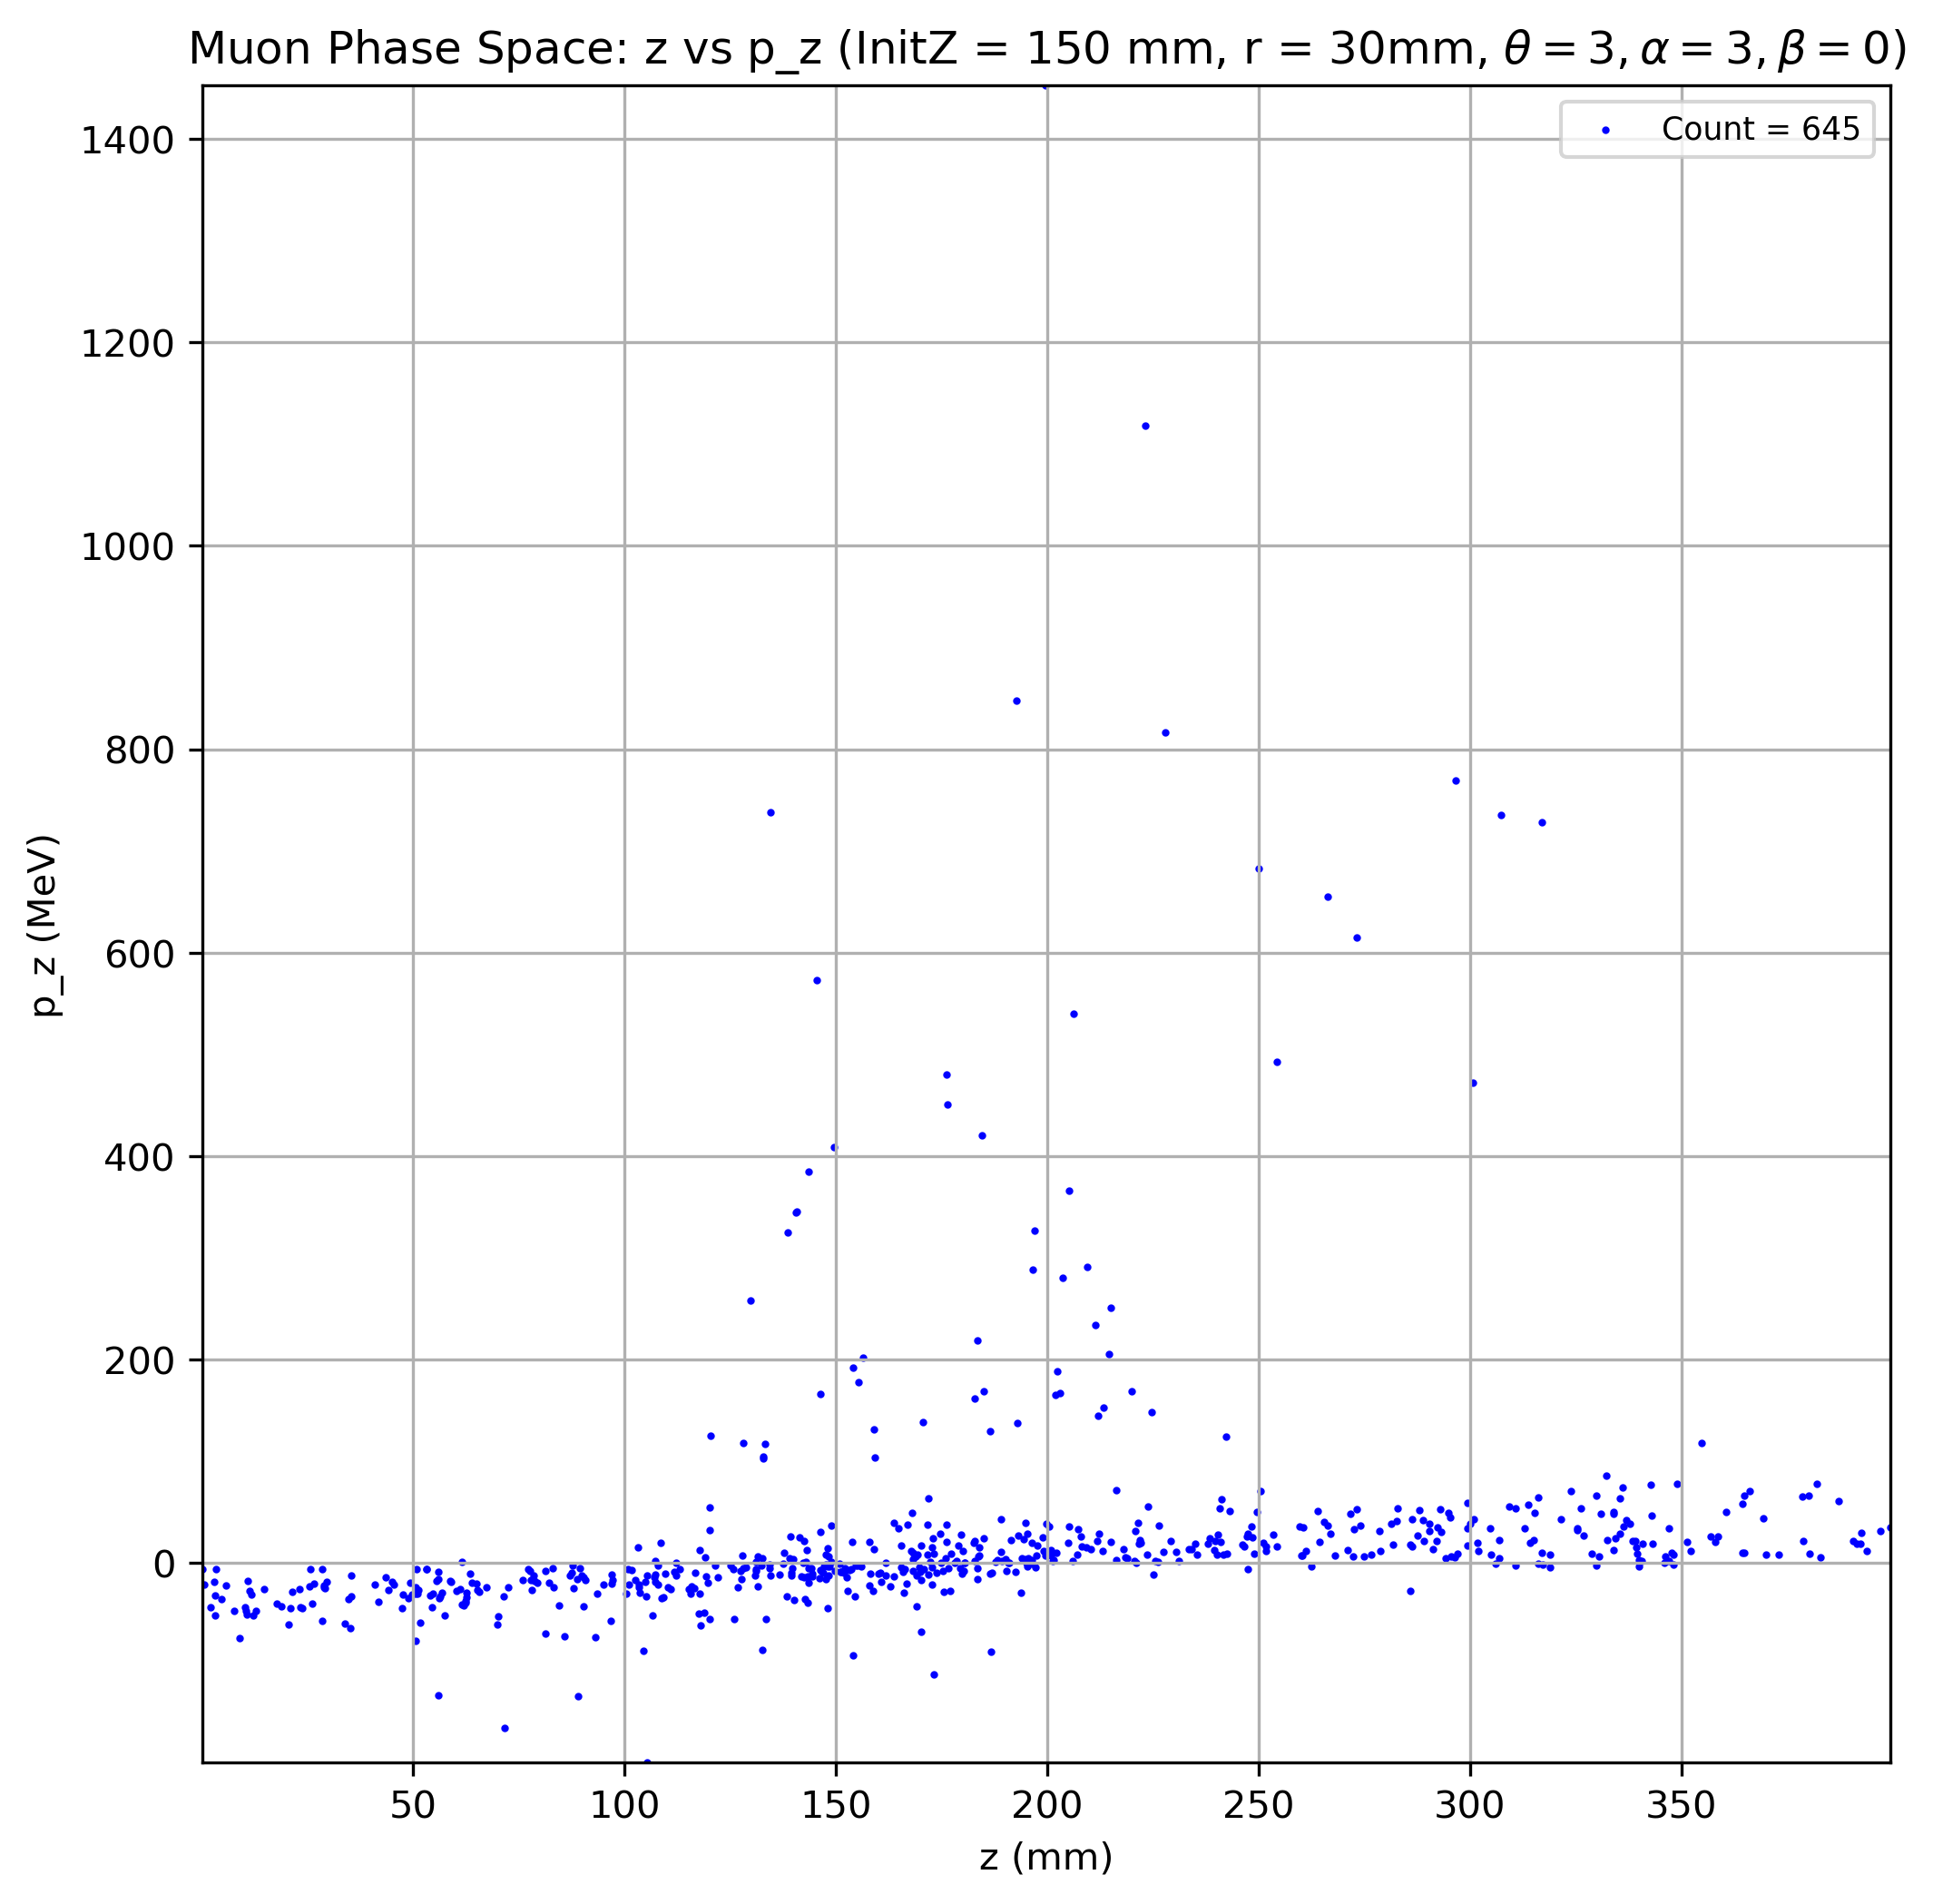 Muon Phase Space: z vs p_z (InitZ = 150 mm, r = 30mm, θ = 3, α = 3, β = 0)
Count = 645
1400
1200
1000
800
600
400
200
0
p_z (MeV)
50 100 150 200 250 300 350
z (mm)